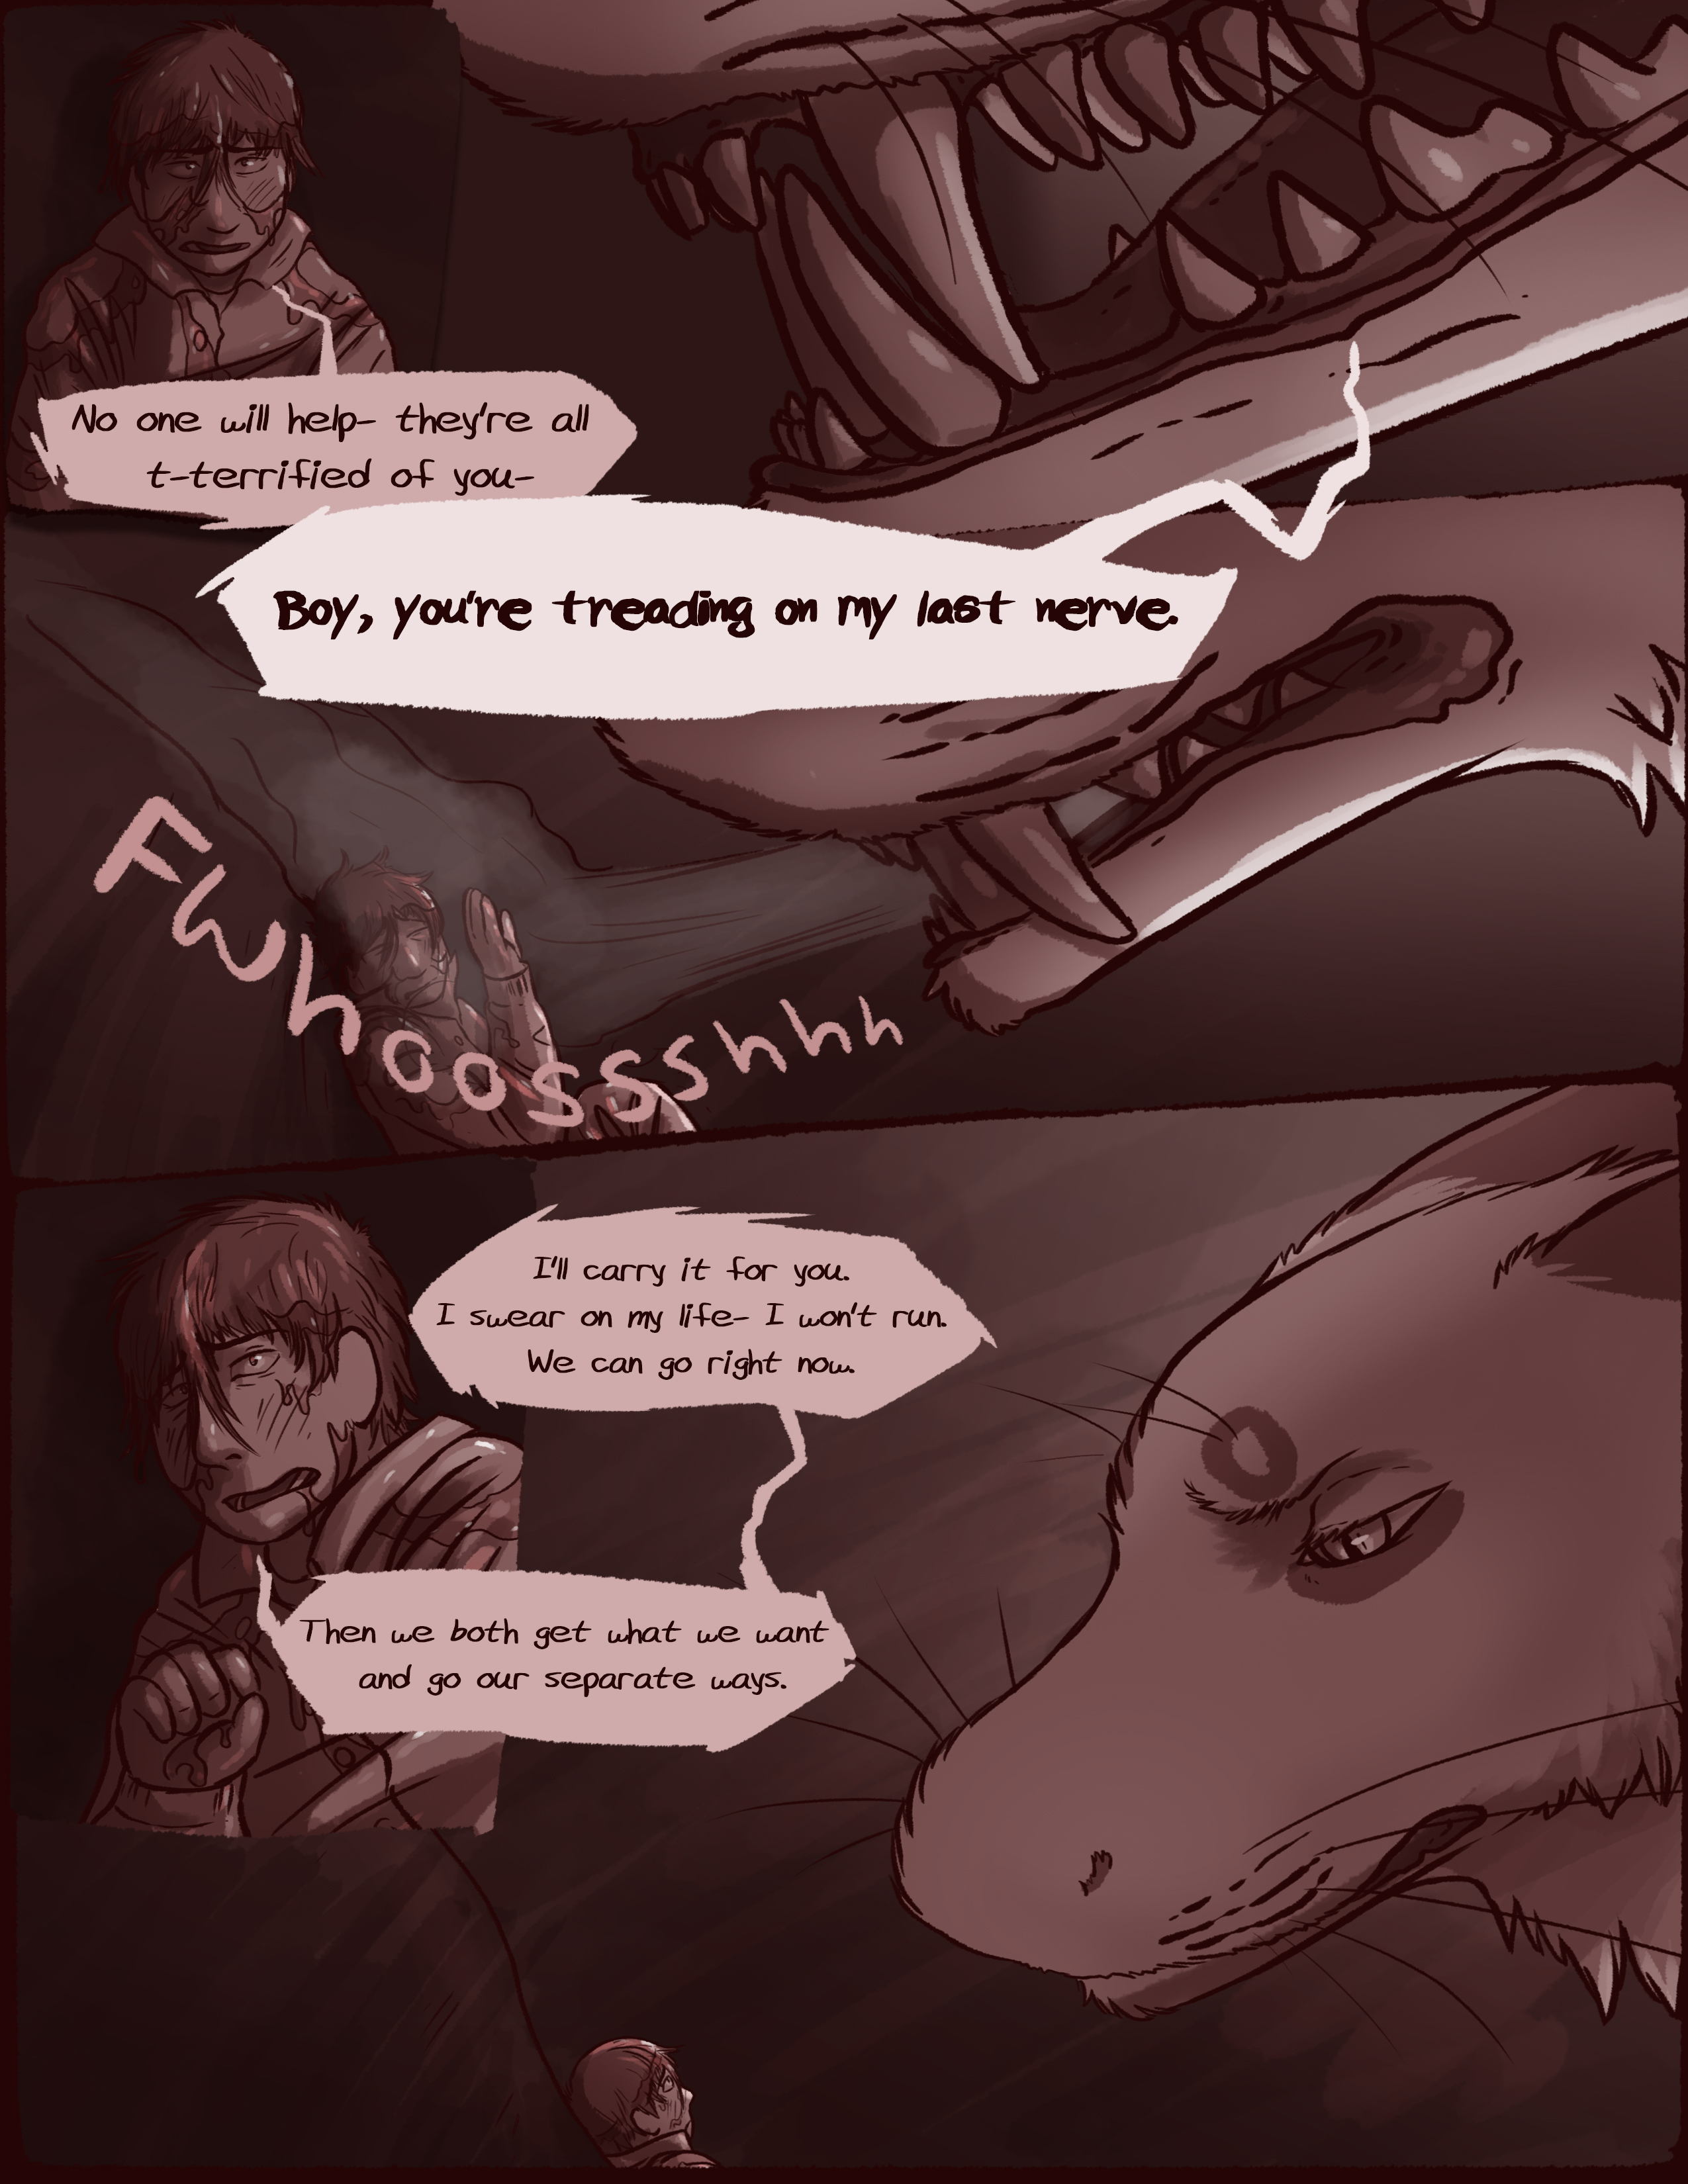 No one will help- they're all
t-terrified of you-
Boy, you're treading on my last nerve.
Fwhoossshhh
I'll carry it for you.
I swear on my life- I won't run.
We can go right now.
Then we both get what we want
and go our separate ways.